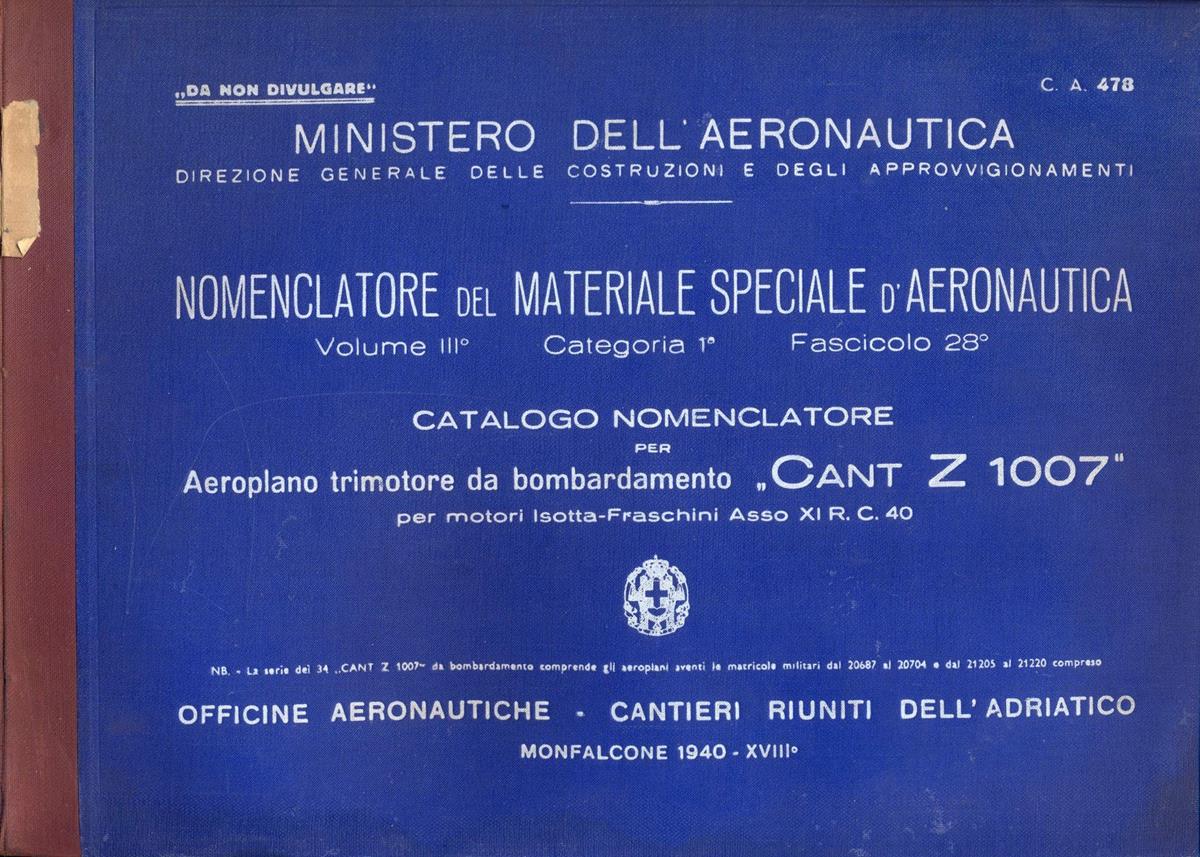 „DA NON DIVULGARE“
C. A. 478
MINISTERO DELL'AERONAUTICA
DIREZIONE GENERALE DELLE COSTRUZIONI E DEGLI APPROVVIGIONAMENTI
NOMENCLATORE DEL MATERIALE SPECIALE D'AERONAUTICA
Volume III° Categoria 1ª Fascicolo 28°
CATALOGO NOMENCLATORE
PER
Aeroplano trimotore da bombardamento „CANT Z 1007“
per motori Isotta-Fraschini Asso XI R. C. 40
NB. - La serie dei 34 „CANT Z 1007“ da bombardamento comprende gli aeroplani aventi le matricole militari dal 20687 al 20704 e dal 21205 al 21220 compreso
OFFICINE AERONAUTICHE - CANTIERI RIUNITI DELL'ADRIATICO
MONFALCONE 1940 - XVIII°